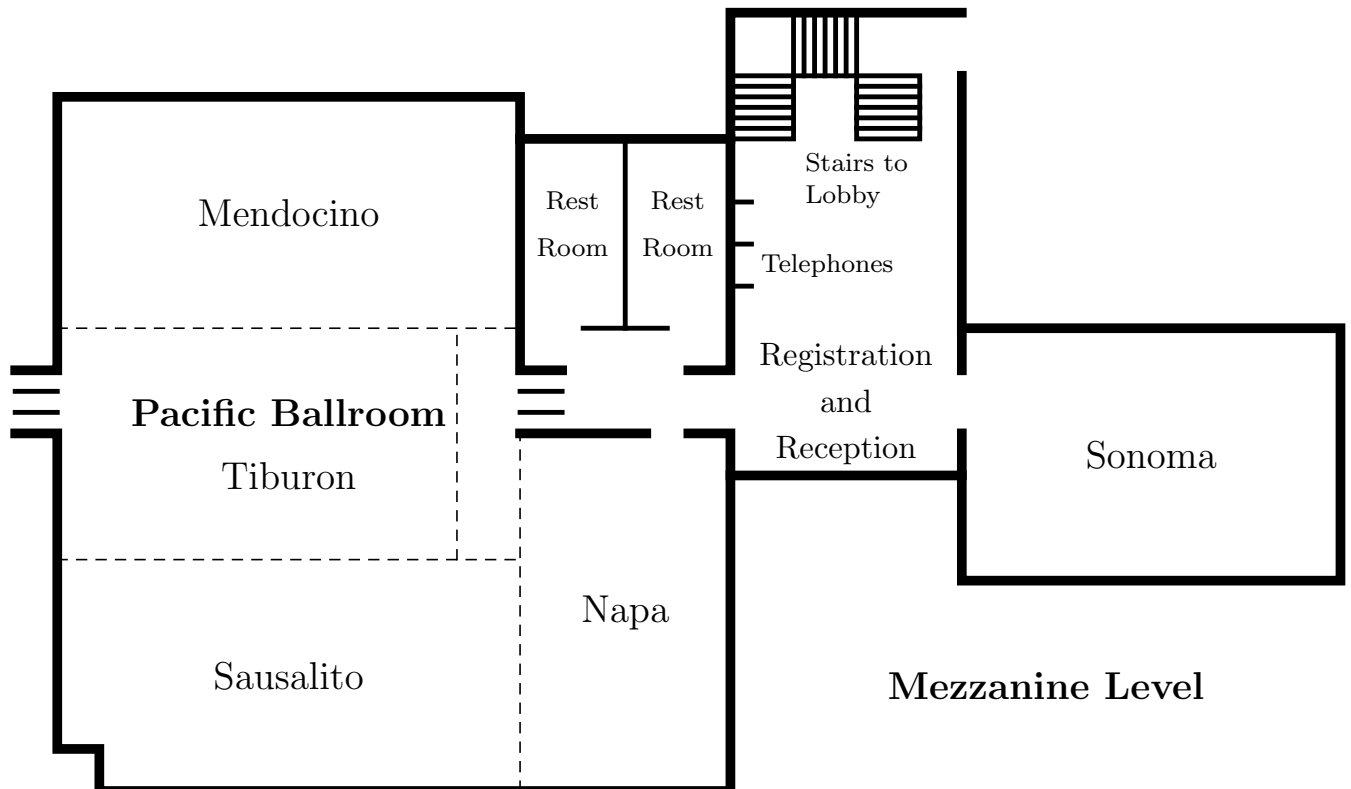 Stairs to
Lobby
Mendocino
Rest
Room
Rest
Room
Telephones
Registration
and
Reception
Pacific Ballroom
Tiburon
Sonoma
Napa
Sausalito
Mezzanine Level